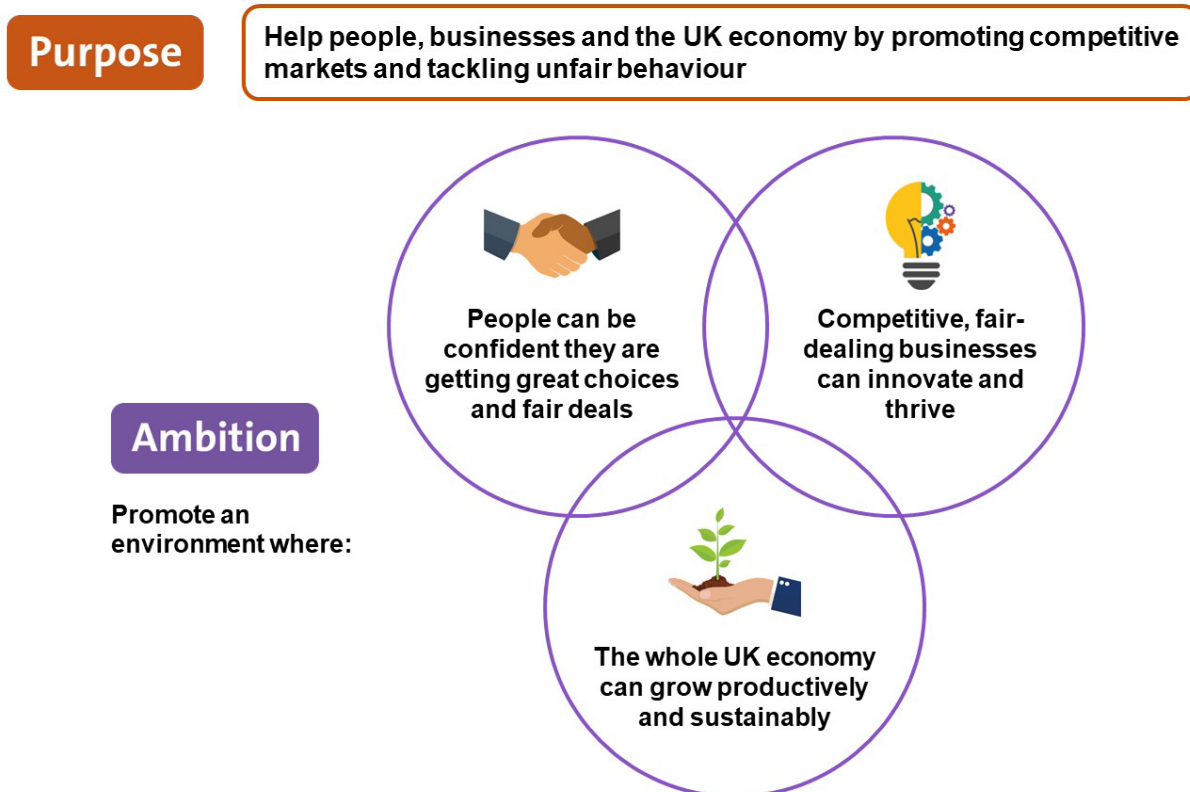 Purpose
Help people, businesses and the UK economy by promoting competitive
markets and tackling unfair behaviour
People can be
confident they are
getting great choices
and fair deals
Competitive, fair-
dealing businesses
can innovate and
thrive
Ambition
Promote an
environment where:
The whole UK economy
can grow productively
and sustainably